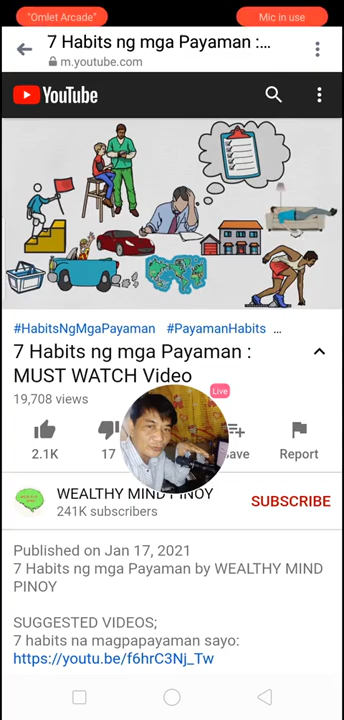 "Omlet Arcade"
Mic in use
7 Habits ng mga Payaman :...
m.youtube.com
YouTube
#HabitsNgMgaPayaman #PayamanHabits ...
7 Habits ng mga Payaman :
MUST WATCH Video
19,708 views
Live
2.1K
17
Report
WEALTHY MIND PINOY
241K subscribers
SUBSCRIBE
Published on Jan 17, 2021
7 Habits ng mga Payaman by WEALTHY MIND
PINOY
SUGGESTED VIDEOS;
7 habits na magpapayaman sayo:
https://youtu.be/f6hrC3Nj_Tw